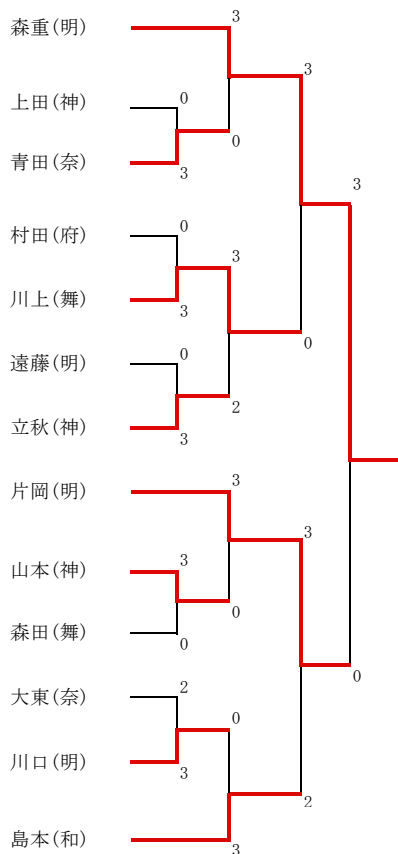 森重(明) 3
3
上田(神) 0
0
青田(奈) 3
3
村田(府) 0
3
川上(舞) 3
0
遠藤(明) 0
2
立秋(神) 3
片岡(明) 3
3
山本(神) 3
0
森田(舞) 0
0
大東(奈) 2
0
川口(明) 3
2
島本(和) 3